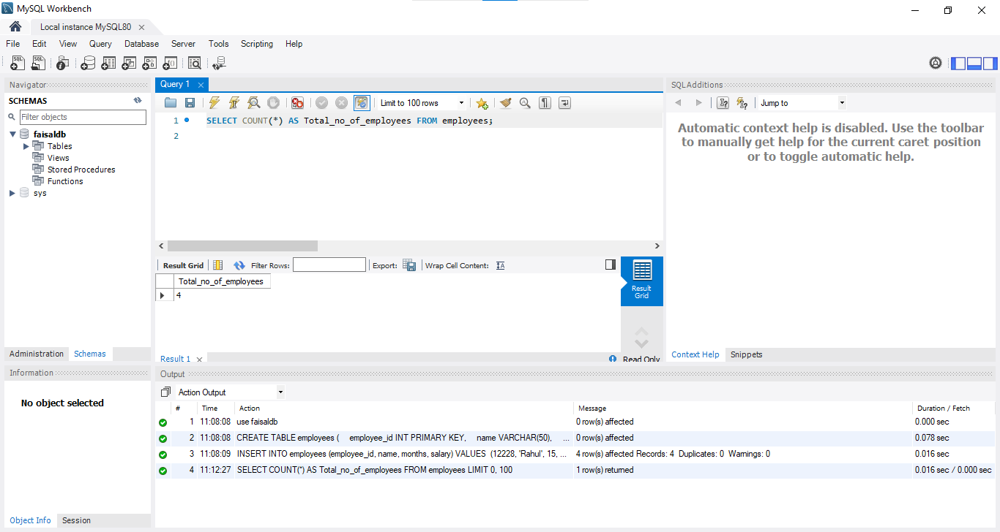 MySQL Workbench
Local instance MySQL80
File Edit View Query Database Server Tools Scripting Help
Navigator
SCHEMAS
Filter objects
faisaldb
Tables
Views
Stored Procedures
Functions
sys
Administration Schemas
Information
No object selected
Object Info Session
Query 1
Limit to 100 rows
1 SELECT COUNT(*) AS Total_no_of_employees FROM employees;
2
Result Grid Filter Rows: Export: Wrap Cell Content:
Total_no_of_employees
4
Result Grid
Result 1 Read Only
SQLAdditions
Jump to
Automatic context help is disabled. Use the toolbar
to manually get help for the current caret position
or to toggle automatic help.
Context Help Snippets
Output
Action Output
# Time Action Message Duration / Fetch
1 11:08:08 use faisaldb 0 row(s) affected 0.000 sec
2 11:08:08 CREATE TABLE employees ( employee_id INT PRIMARY KEY, name VARCHAR(50), ... 0 row(s) affected 0.078 sec
3 11:08:09 INSERT INTO employees (employee_id, name, months, salary) VALUES (12228, 'Rahul', 15, ... 4 row(s) affected Records: 4 Duplicates: 0 Warnings: 0 0.016 sec
4 11:12:27 SELECT COUNT(*) AS Total_no_of_employees FROM employees LIMIT 0, 100 1 row(s) returned 0.016 sec / 0.000 sec